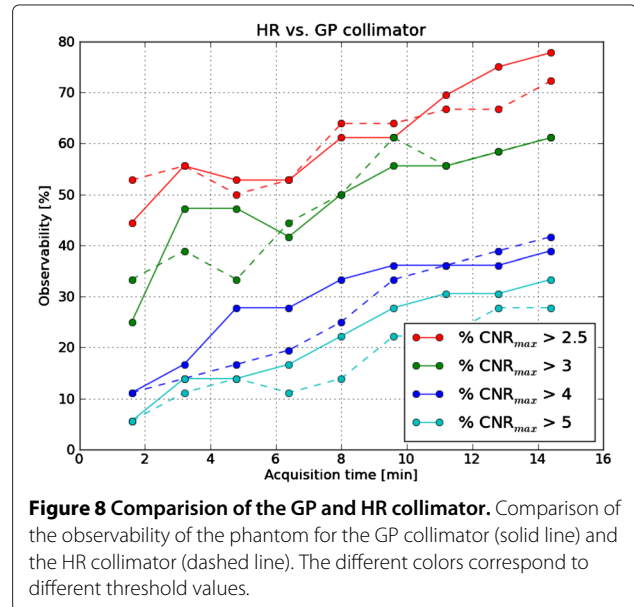 HR vs. GP collimator
80
70
60
50
40
30
20
10
0
Observability [%]
0 2 4 6 8 10 12 14 16
Acquisition time [min]
% CNRmax > 2.5
% CNRmax > 3
% CNRmax > 4
% CNRmax > 5
Figure 8 Comparision of the GP and HR collimator. Comparison of
the observability of the phantom for the GP collimator (solid line) and
the HR collimator (dashed line). The different colors correspond to
different threshold values.